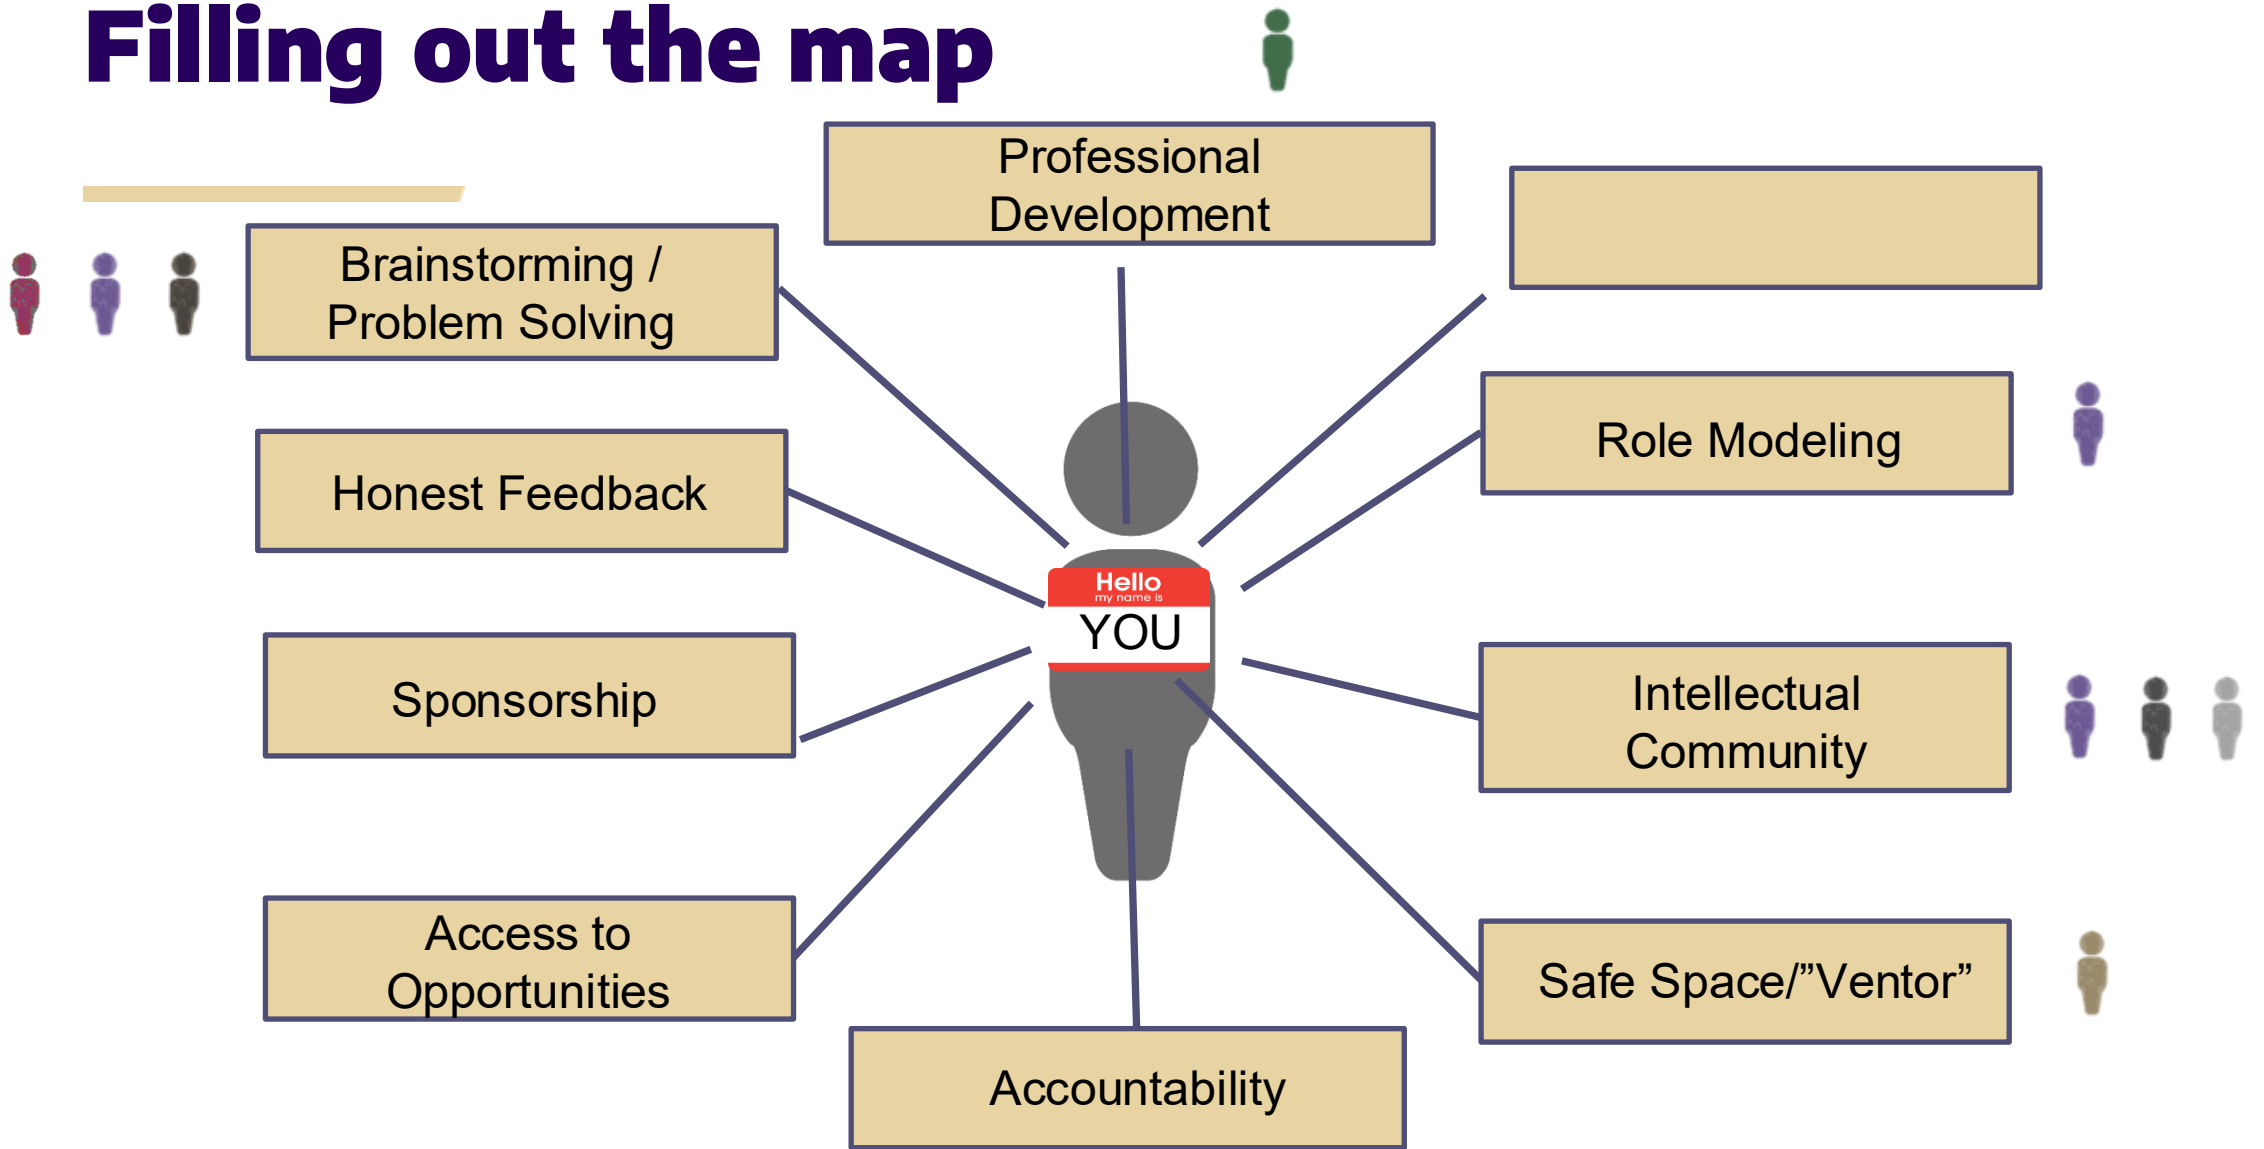 Filling out the map
Professional
Development
Brainstorming /
Problem Solving
Role Modeling
Honest Feedback
Hello
my name is
YOU
Sponsorship
Intellectual
Community
Access to
Opportunities
Safe Space/”Ventor”
Accountability